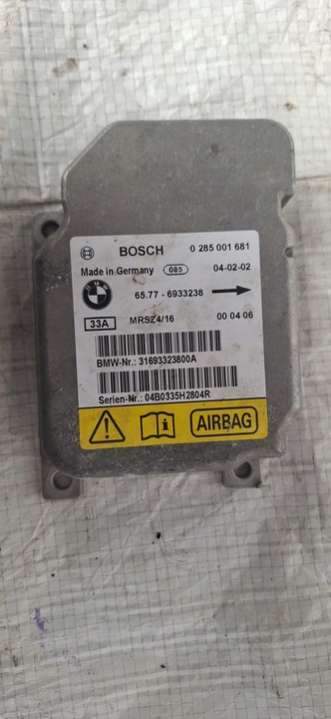 BOSCH 0 285 001 681
Made in Germany 085 04-02-02
65.77 - 6933238
33A MRSZ4/16 00 04 06
BMW-Nr.: 31693323800A
Serien-Nr.: 04B0335H2804R
AIRBAG